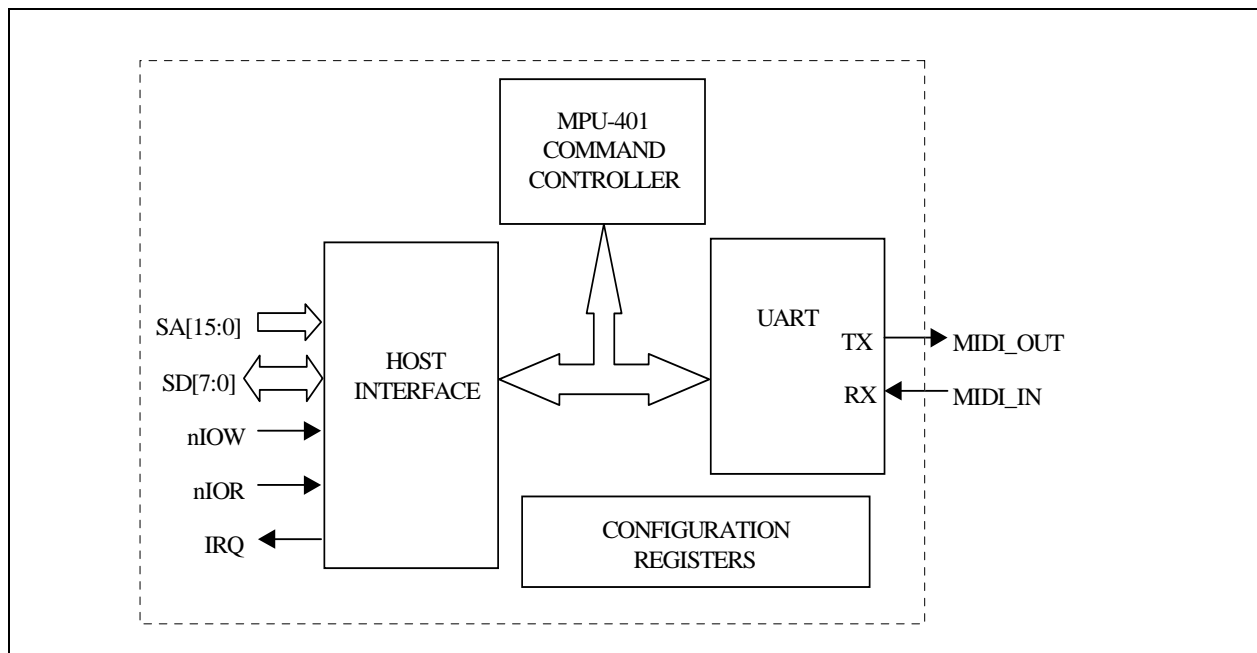 MPU-401
COMMAND
CONTROLLER
SA[15:0]
SD[7:0]
nIOW
nIOR
IRQ
HOST
INTERFACE
UART
TX
RX
MIDI_OUT
MIDI_IN
CONFIGURATION
REGISTERS